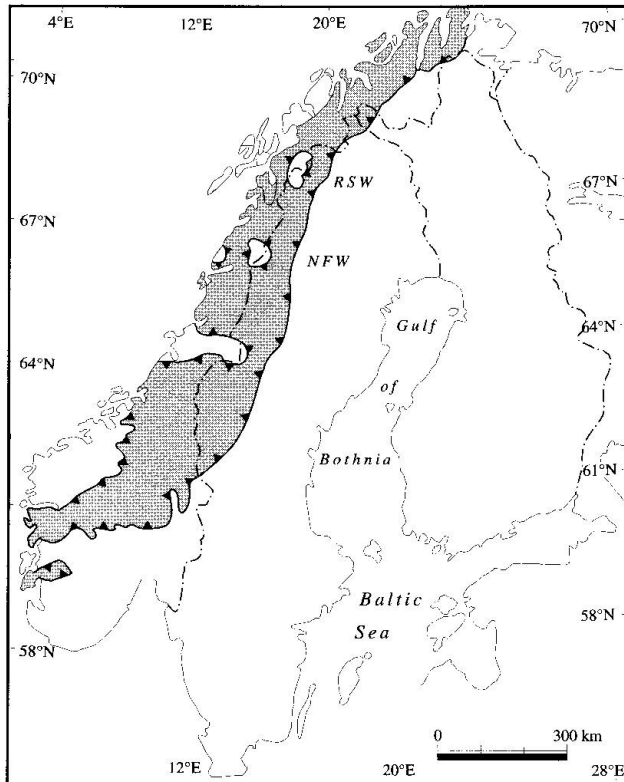 4°E 12°E 20°E 70°N
70°N
RSW 67°N
67°N
NFW
Gulf 64°N
64°N
of
Bothnia 61°N
Baltic 58°N
Sea
58°N
0 300 km
12°E 20°E 28°E